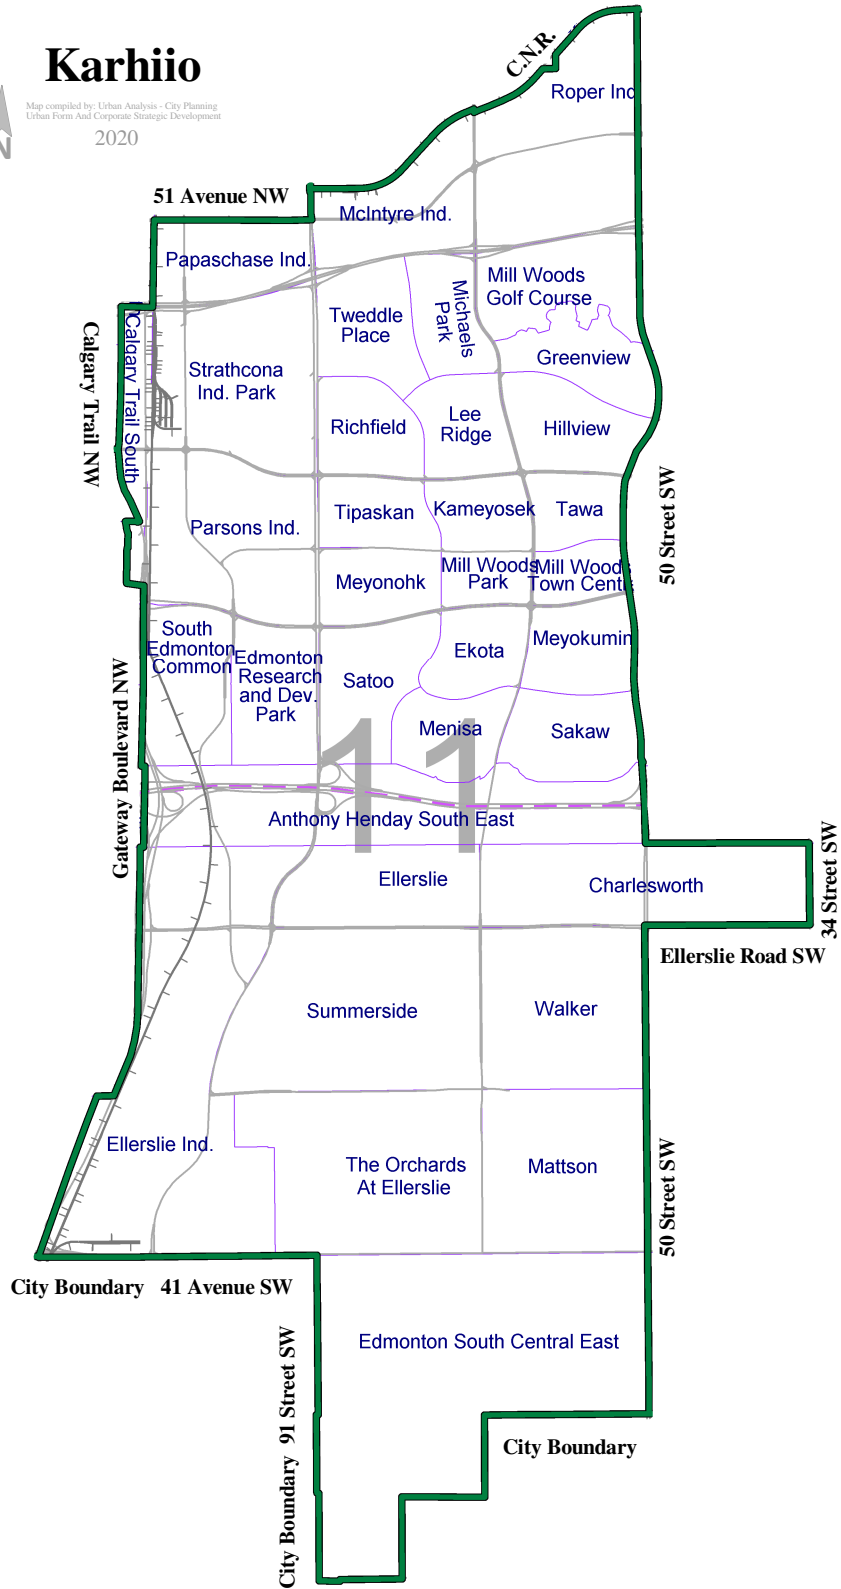 Karhiio
Map compiled by: Urban Analysis - City Planning
Urban Form And Corporate Strategic Development
2020
N
C.N.R.
Roper Ind
51 Avenue NW
McIntyre Ind.
Papaschase Ind.
Mill Woods
Golf Course
Michaels
Park
Tweddle
Place
Calgary Trail NW
Calgary Trail South
Strathcona
Ind. Park
Greenview
Richfield
Lee
Ridge
Hillview
50 Street SW
Tipaskan
Kameyosek
Tawa
Parsons Ind.
Meyonohk
Mill Woods
Park
Mill Woods
Town Cent
South
Edmonton
Common
Edmonton
Research
and Dev.
Park
Ekota
Meyokumin
Satoo
Gateway Boulevard NW
Menisa
Sakaw
11
Anthony Henday South East
Ellerslie
Charlesworth
34 Street SW
Ellerslie Road SW
Summerside
Walker
Ellerslie Ind.
The Orchards
At Ellerslie
Mattson
50 Street SW
City Boundary 41 Avenue SW
Edmonton South Central East
City Boundary 91 Street SW
City Boundary